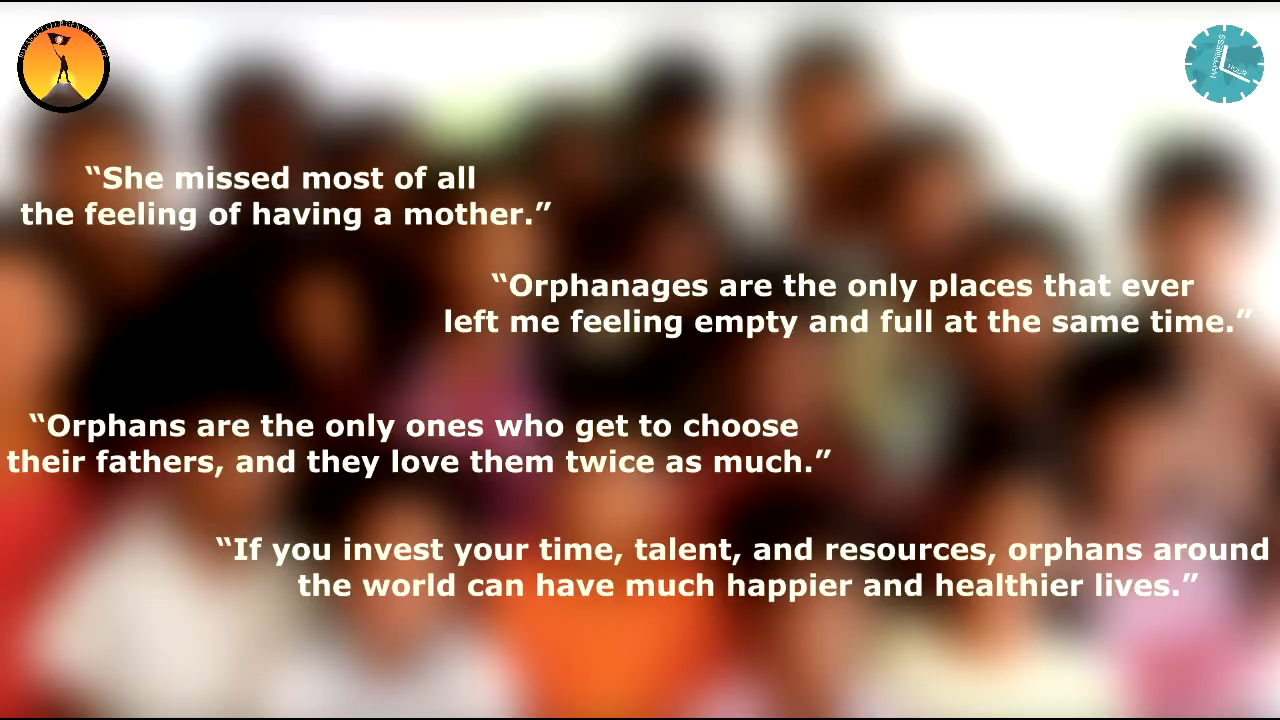 “She missed most of all
the feeling of having a mother.”
“Orphanages are the only places that ever
left me feeling empty and full at the same time.”
“Orphans are the only ones who get to choose
their fathers, and they love them twice as much.”
“If you invest your time, talent, and resources, orphans around
the world can have much happier and healthier lives.”
HAPPINESS
HOUR